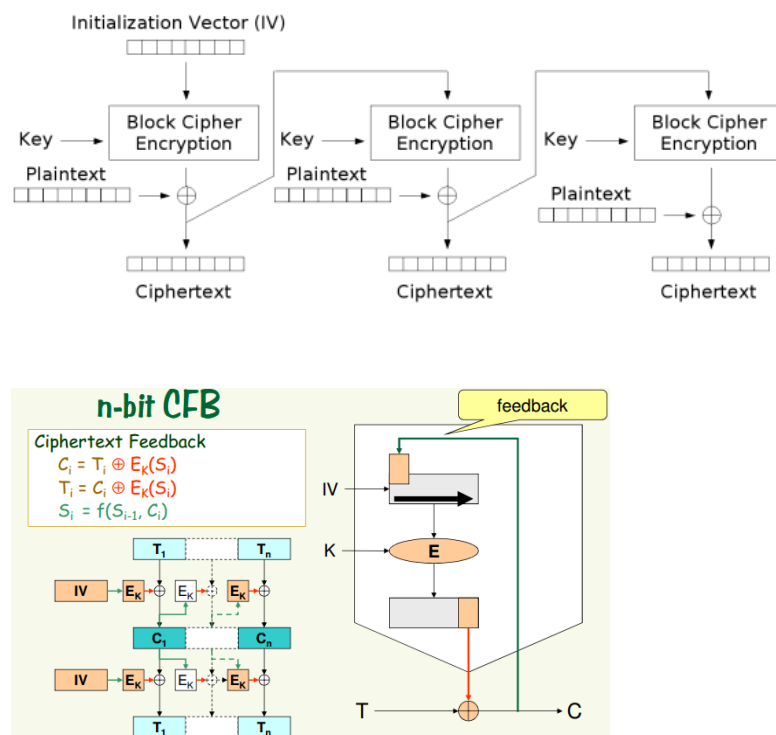 Initialization Vector (IV)
Block Cipher
Encryption
Block Cipher
Encryption
Block Cipher
Encryption
Key
Key
Key
Plaintext
Plaintext
Plaintext
Ciphertext
Ciphertext
Ciphertext
n-bit CFB
feedback
Ciphertext Feedback
Cᵢ = Tᵢ ⊕ Eₖ(Sᵢ)
Tᵢ = Cᵢ ⊕ Eₖ(Sᵢ)
Sᵢ = f(Sᵢ₋₁, Cᵢ)
IV
K
E
T₁ Tₙ
IV Eₖ Eₖ Eₖ
C₁ Cₙ
IV Eₖ Eₖ Eₖ
T₁ Tₙ
T C